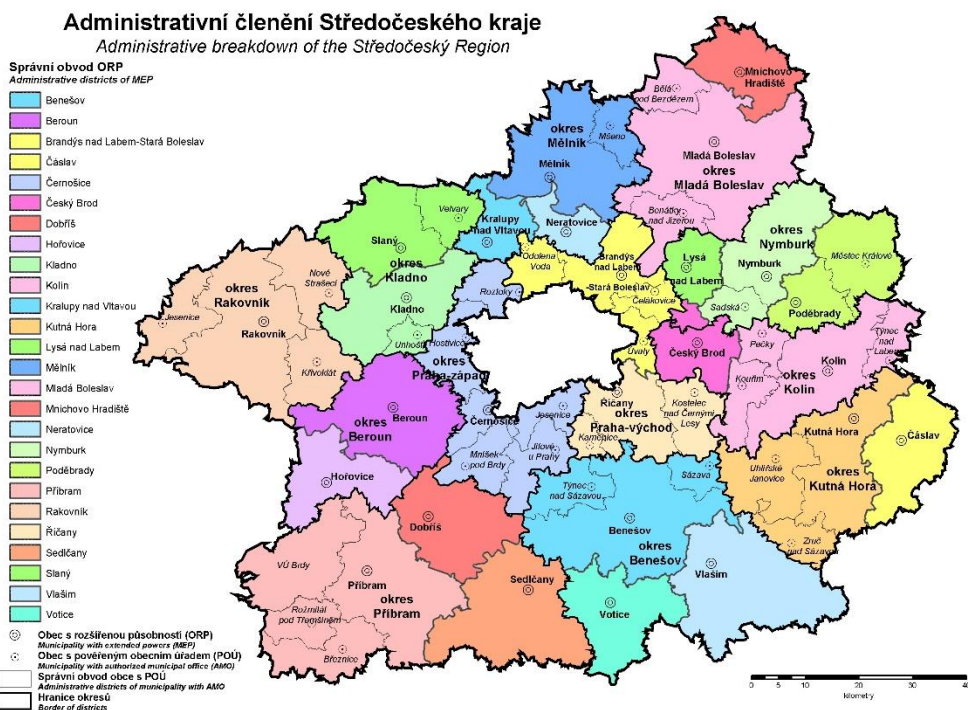 Administrativní členění Středočeského kraje
Administrative breakdown of the Středočeský Region
Správní obvod ORP
Administrative districts of MEP
Benešov
Beroun
Brandýs nad Labem-Stará Boleslav
Čáslav
Černošice
Český Brod
Dobříš
Hořovice
Kladno
Kolín
Kralupy nad Vltavou
Kutná Hora
Lysá nad Labem
Mělník
Mladá Boleslav
Mnichovo Hradiště
Neratovice
Nymburk
Poděbrady
Příbram
Rakovník
Říčany
Sedlčany
Slaný
Vlašim
Votice
Obec s rozšířenou působností (ORP)
Municipality with extended powers (MEP)
Obec s pověřeným obecním úřadem (POÚ)
Municipality with authorized municipal office (AMO)
Správní obvod obce s POÚ
Administrative districts of municipality with AMO
Hranice okresů
Border of districts
Mnichovo
Hradiště
Bělá
pod Bezdězem
okres
Mělník
Mšeno
Mělník
Mladá Boleslav
okres
Mladá Boleslav
Benátky
nad Jizerou
Velvary
Slaný
okres
Kladno
Kralupy
nad Vltavou
Neratovice
Odolena
Voda
Brandýs
nad Labem
-Stará Boleslav
Čelákovice
Lysá
nad Labem
okres
Nymburk
Nymburk
Sadská
Městec Králové
Poděbrady
Nové
Strašecí
okres
Rakovník
Jesenice
Rakovník
Křivoklát
Kladno
Unhošť
Roztoky
Hostivice
okres
Praha-západ
Úvaly
Český Brod
Pečky
Kouřim
Kolín
okres
Kolín
Týnec
nad Labem
okres
Beroun
Beroun
Černošice
Jesenice
Mníšek
pod Brdy
Jílové
u Prahy
Říčany
okres
Praha-východ
Kamenice
Kostelec
nad Černými
Lesy
Kutná Hora
Čáslav
Uhlířské
Janovice
okres
Kutná Hora
Zruč
nad Sázavou
Hořovice
Dobříš
Týnec
nad Sázavou
Sázava
Benešov
okres
Benešov
Vlašim
VÚ Brdy
Příbram
okres
Příbram
Rožmitál
pod Třemšínem
Březnice
Sedlčany
Votice
0 5 10 20 30 40
kilometry